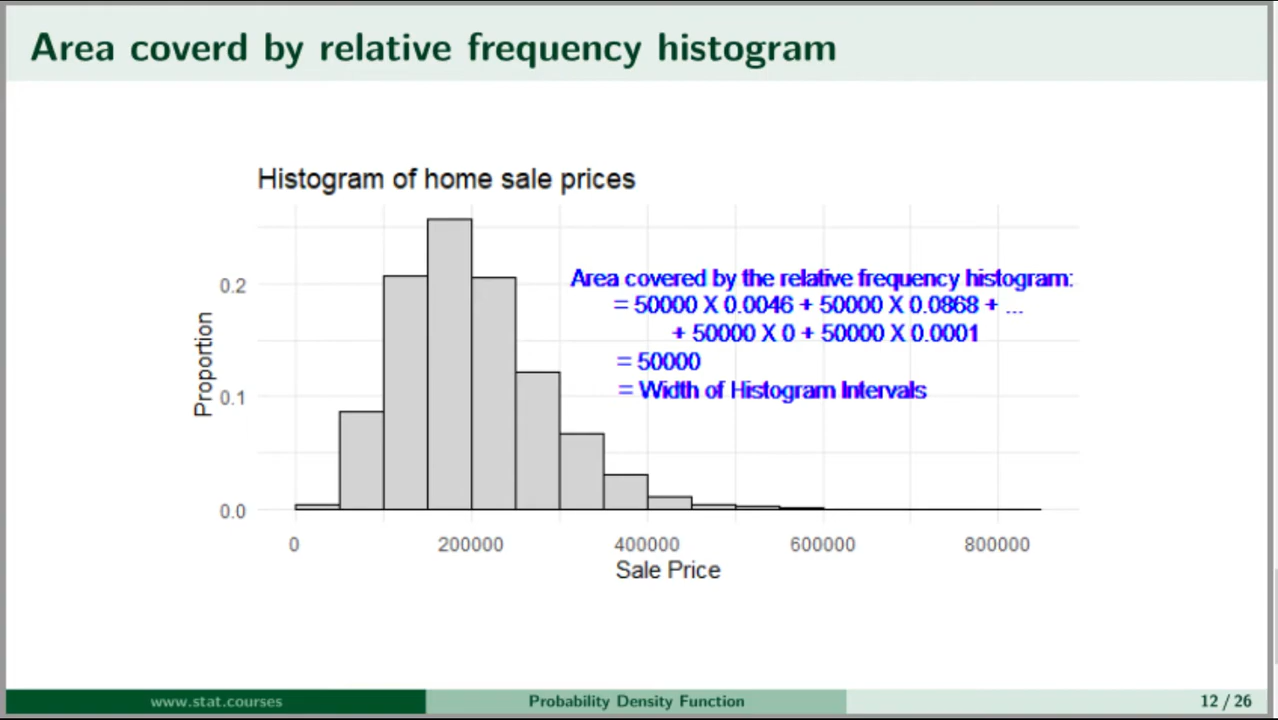 Area coverd by relative frequency histogram
Histogram of home sale prices
Area covered by the relative frequency histogram:
= 50000 X 0.0046 + 50000 X 0.0868 + ...
+ 50000 X 0 + 50000 X 0.0001
= 50000
= Width of Histogram Intervals
Proportion
0.2
0.1
0.0
0 200000 400000 600000 800000
Sale Price
www.stat.courses Probability Density Function 12 / 26